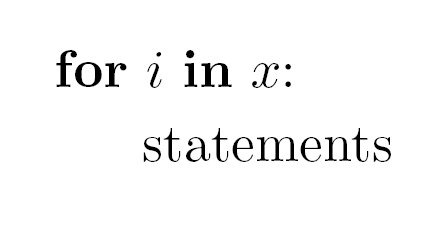 for i in x:
statements